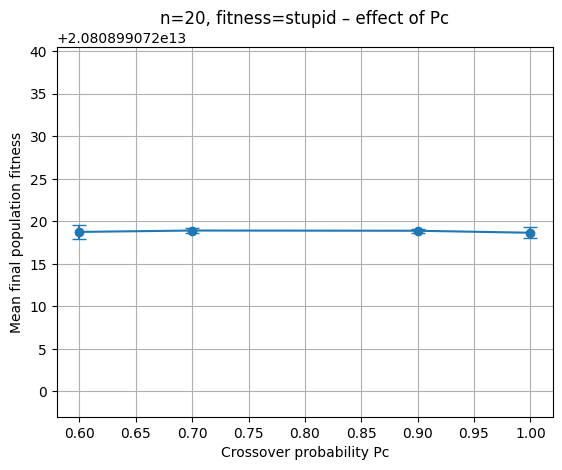 n=20, fitness=stupid – effect of Pc
+2.080899072e13
40
35
30
25
20
15
10
5
0
Mean final population fitness
0.60 0.65 0.70 0.75 0.80 0.85 0.90 0.95 1.00
Crossover probability Pc